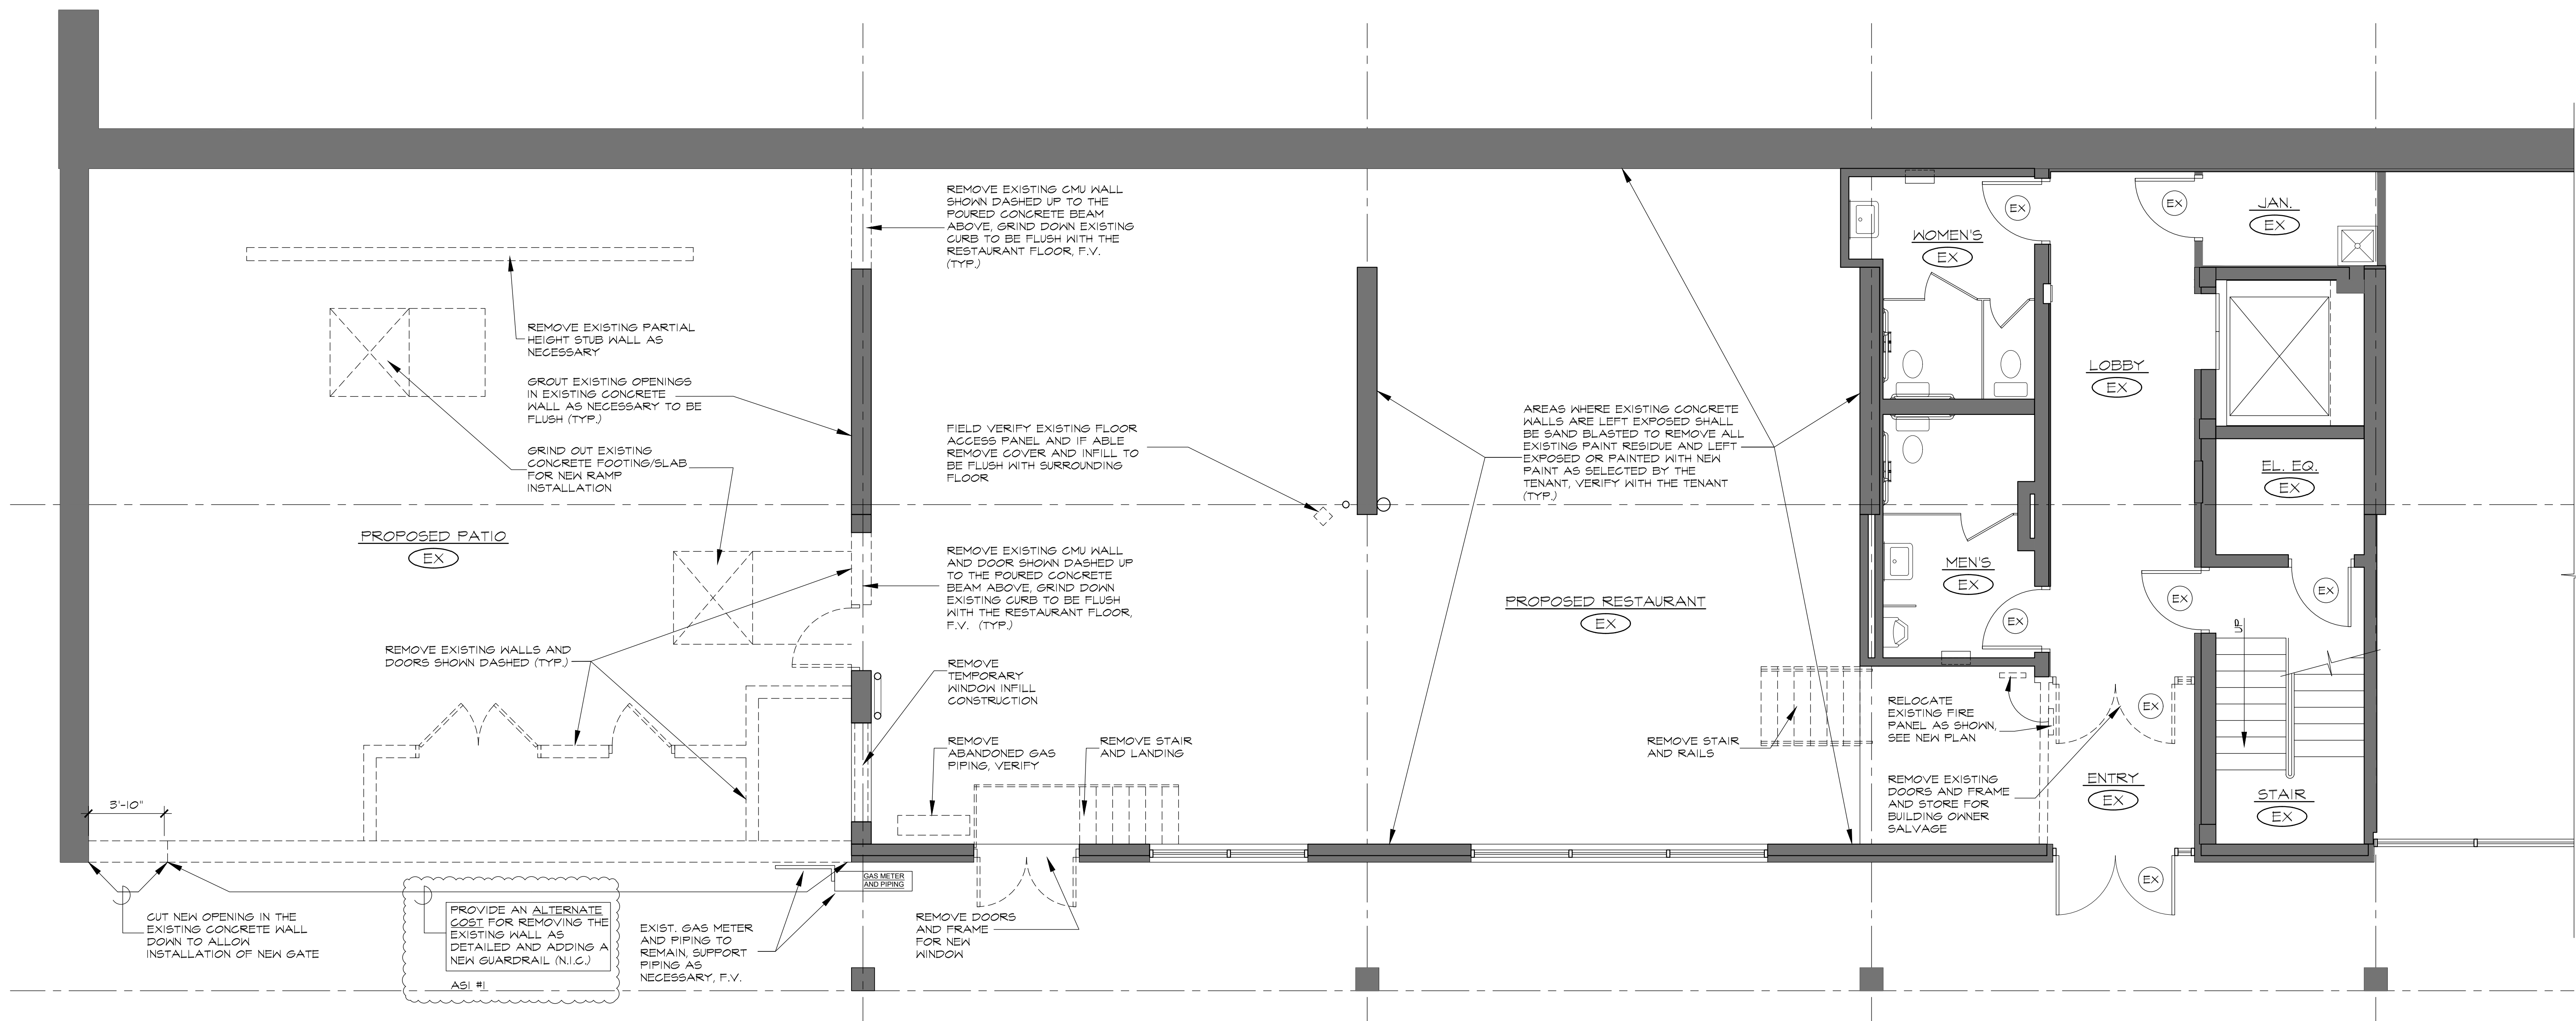 REMOVE EXISTING CMU WALL
SHOWN DASHED UP TO THE
POURED CONCRETE BEAM
ABOVE, GRIND DOWN EXISTING
CURB TO BE FLUSH WITH THE
RESTAURANT FLOOR, F.V.
(TYP.)
REMOVE EXISTING PARTIAL
HEIGHT STUB WALL AS
NECESSARY
GROUT EXISTING OPENINGS
IN EXISTING CONCRETE
WALL AS NECESSARY TO BE
FLUSH (TYP.)
GRIND OUT EXISTING
CONCRETE FOOTING/SLAB
FOR NEW RAMP
INSTALLATION
PROPOSED PATIO
EX
FIELD VERIFY EXISTING FLOOR
ACCESS PANEL AND IF ABLE
REMOVE COVER AND INFILL TO
BE FLUSH WITH SURROUNDING
FLOOR
REMOVE EXISTING CMU WALL
AND DOOR SHOWN DASHED UP
TO THE POURED CONCRETE
BEAM ABOVE, GRIND DOWN
EXISTING CURB TO BE FLUSH
WITH THE RESTAURANT FLOOR,
F.V. (TYP.)
REMOVE EXISTING WALLS AND
DOORS SHOWN DASHED (TYP.)
REMOVE
TEMPORARY
WINDOW INFILL
CONSTRUCTION
REMOVE
ABANDONED GAS
PIPING, VERIFY
REMOVE STAIR
AND LANDING
AREAS WHERE EXISTING CONCRETE
WALLS ARE LEFT EXPOSED SHALL
BE SAND BLASTED TO REMOVE ALL
EXISTING PAINT RESIDUE AND LEFT
EXPOSED OR PAINTED WITH NEW
PAINT AS SELECTED BY THE
TENANT, VERIFY WITH THE TENANT
(TYP.)
PROPOSED RESTAURANT
EX
REMOVE STAIR
AND RAILS
WOMEN'S
EX
EX
EX
JAN.
EX
LOBBY
EX
EL. EQ.
EX
MEN'S
EX
EX
EX
EX
UP
RELOCATE
EXISTING FIRE
PANEL AS SHOWN,
SEE NEW PLAN
EX
REMOVE EXISTING
DOORS AND FRAME
AND STORE FOR
BUILDING OWNER
SALVAGE
ENTRY
EX
STAIR
EX
EX
3'-10"
CUT NEW OPENING IN THE
EXISTING CONCRETE WALL
DOWN TO ALLOW
INSTALLATION OF NEW GATE
PROVIDE AN ALTERNATE
COST FOR REMOVING THE
EXISTING WALL AS
DETAILED AND ADDING A
NEW GUARDRAIL (N.I.C.)
ASI #1
EXIST. GAS METER
AND PIPING TO
REMAIN, SUPPORT
PIPING AS
NECESSARY, F.V.
GAS METER
AND PIPING
REMOVE DOORS
AND FRAME
FOR NEW
WINDOW